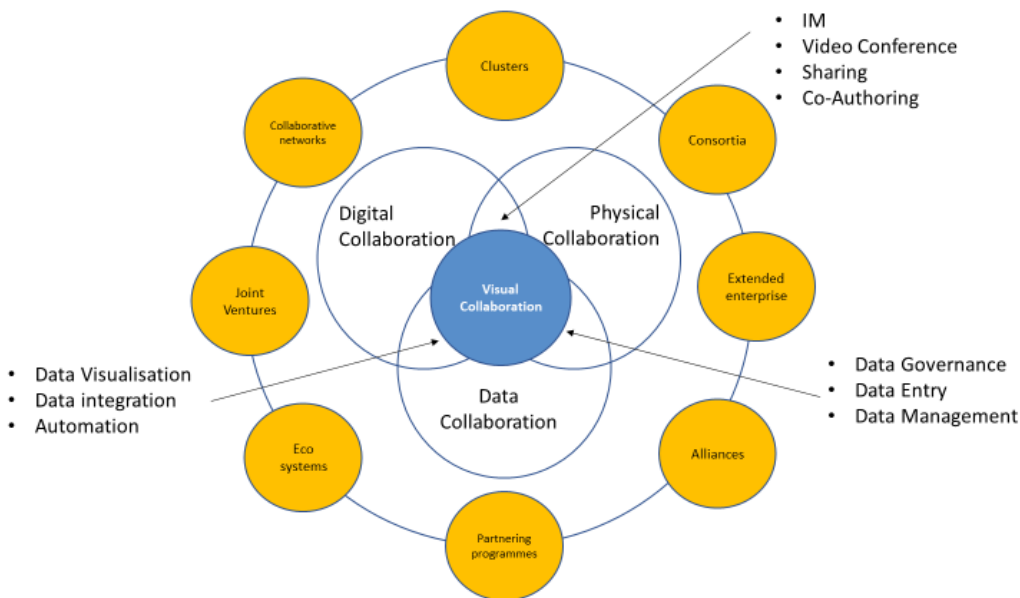 • IM
• Video Conference
• Sharing
• Co-Authoring
Clusters
Collaborative
networks
Consortia
Digital
Collaboration
Physical
Collaboration
Visual
Collaboration
Joint
Ventures
Extended
enterprise
• Data Visualisation
• Data integration
• Automation
• Data Governance
• Data Entry
• Data Management
Data
Collaboration
Eco
systems
Alliances
Partnering
programmes